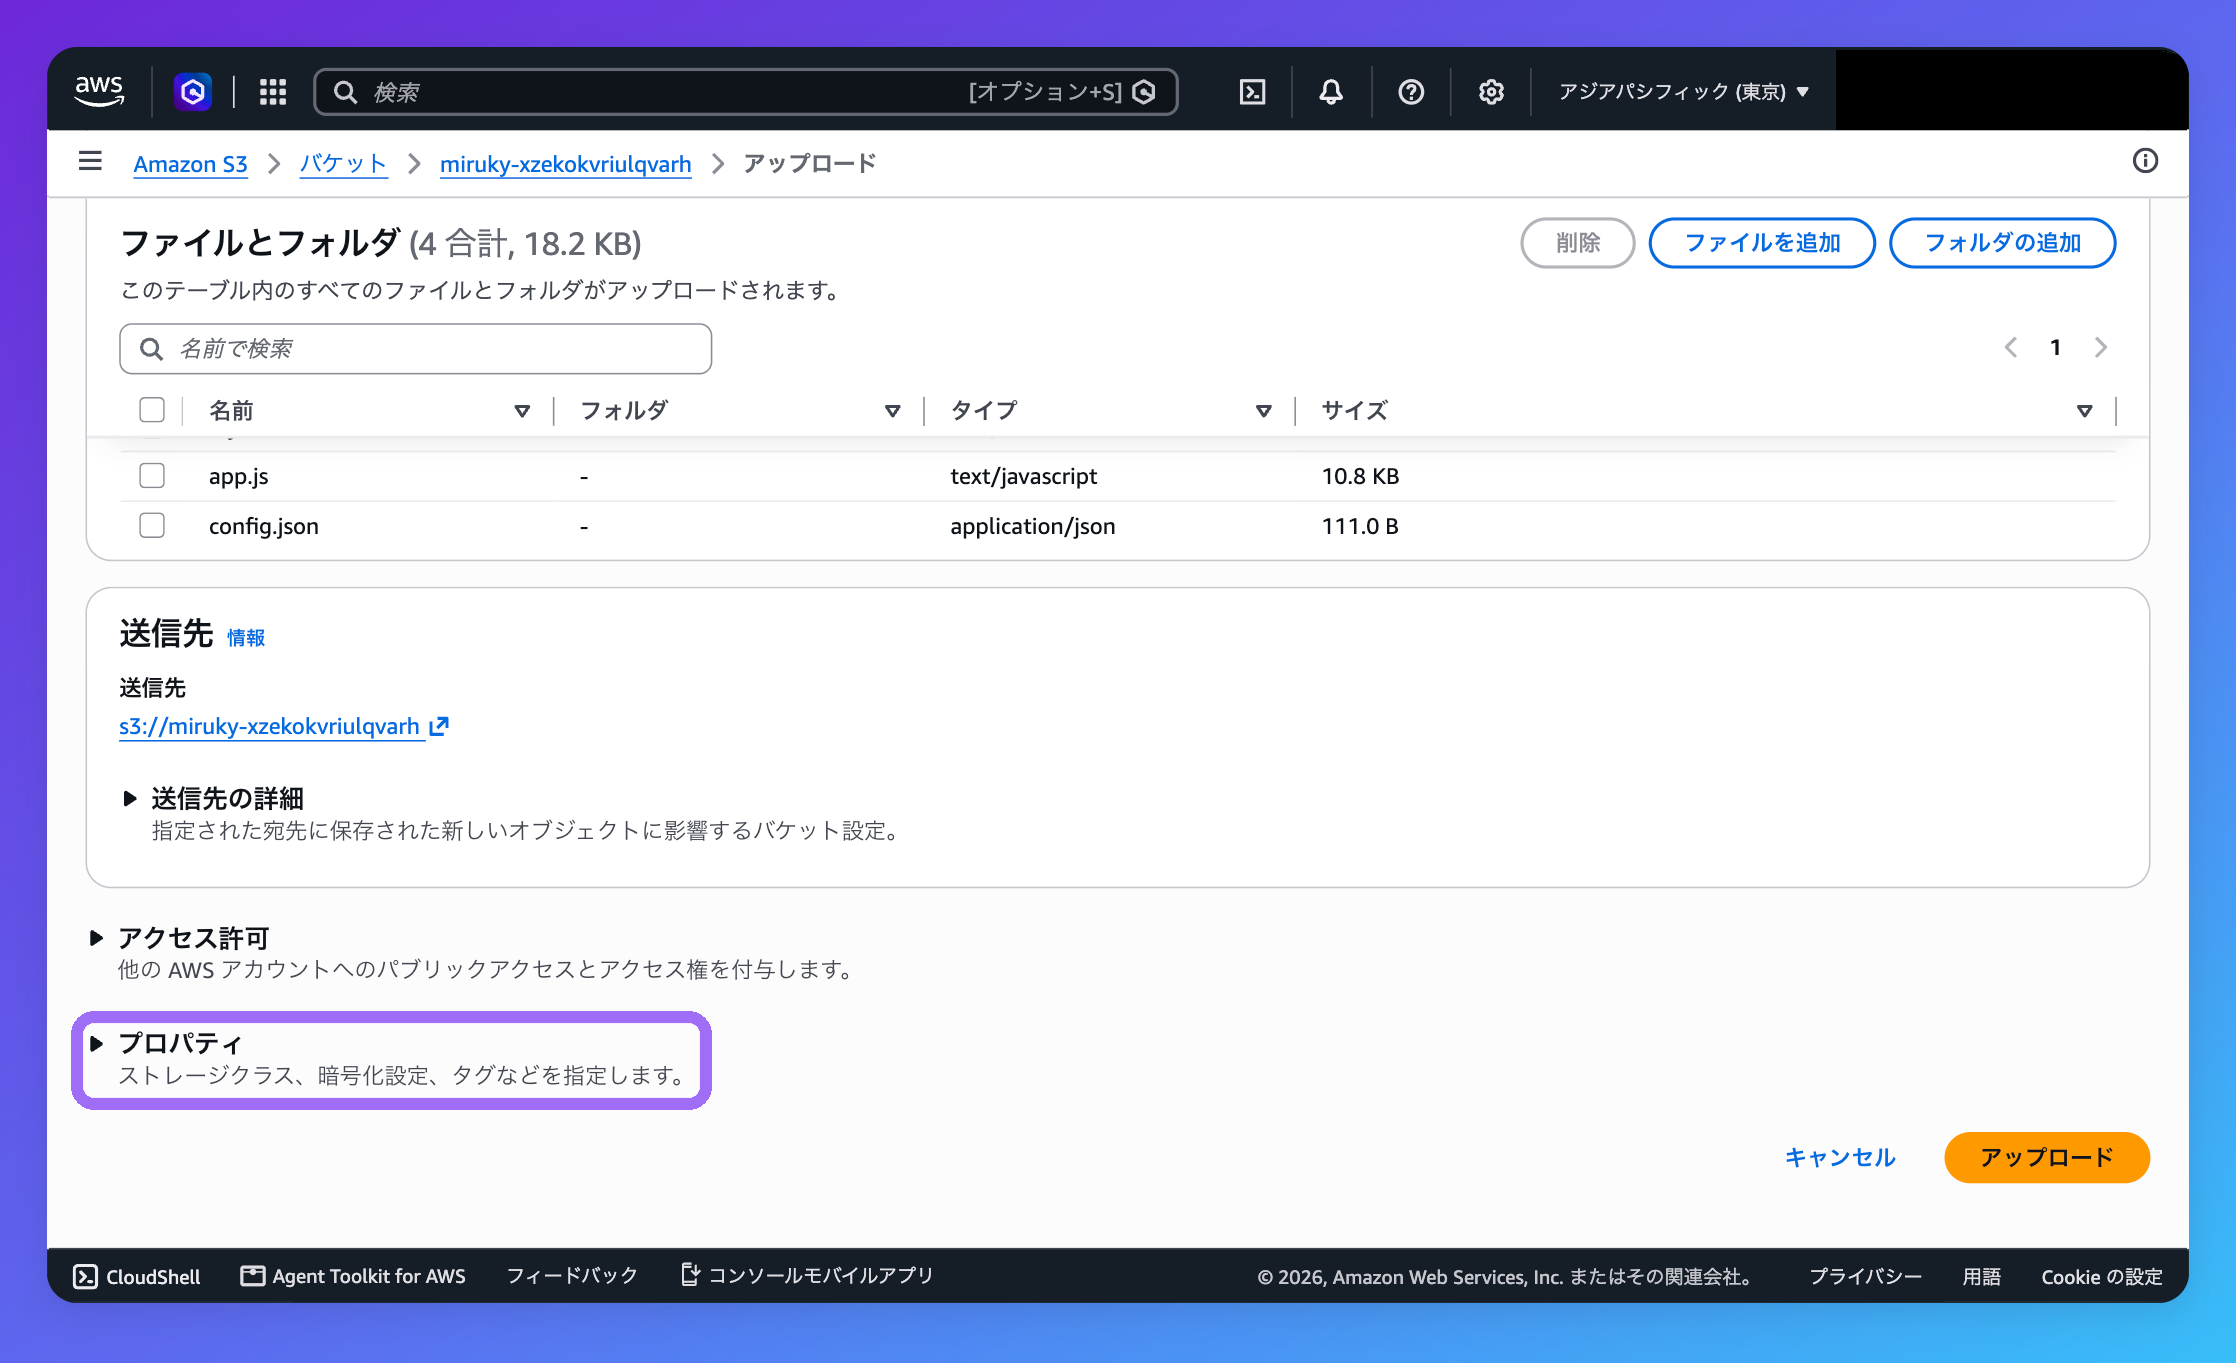 aws
検索 [オプション+S]
アジアパシフィック (東京) ▼
Amazon S3 > バケット > miruky-xzekokvriulqvarh > アップロード
ファイルとフォルダ (4 合計, 18.2 KB)
削除 ファイルを追加 フォルダの追加
このテーブル内のすべてのファイルとフォルダがアップロードされます。
名前で検索
1
名前 フォルダ タイプ サイズ
app.js - text/javascript 10.8 KB
config.json - application/json 111.0 B
送信先 情報
送信先
s3://miruky-xzekokvriulqvarh
送信先の詳細
指定された宛先に保存された新しいオブジェクトに影響するバケット設定。
アクセス許可
他の AWS アカウントへのパブリックアクセスとアクセス権を付与します。
プロパティ
ストレージクラス、暗号化設定、タグなどを指定します。
キャンセル アップロード
CloudShell Agent Toolkit for AWS フィードバック コンソールモバイルアプリ © 2026, Amazon Web Services, Inc. またはその関連会社。 プライバシー 用語 Cookie の設定